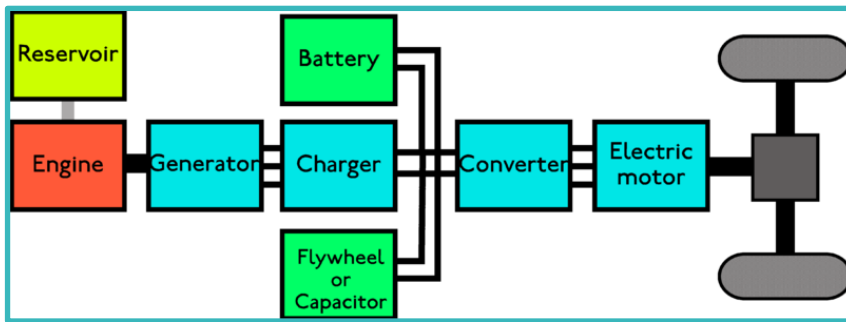 Reservoir
Battery
Engine
Generator
Charger
Converter
Electric
motor
Flywheel
or
Capacitor